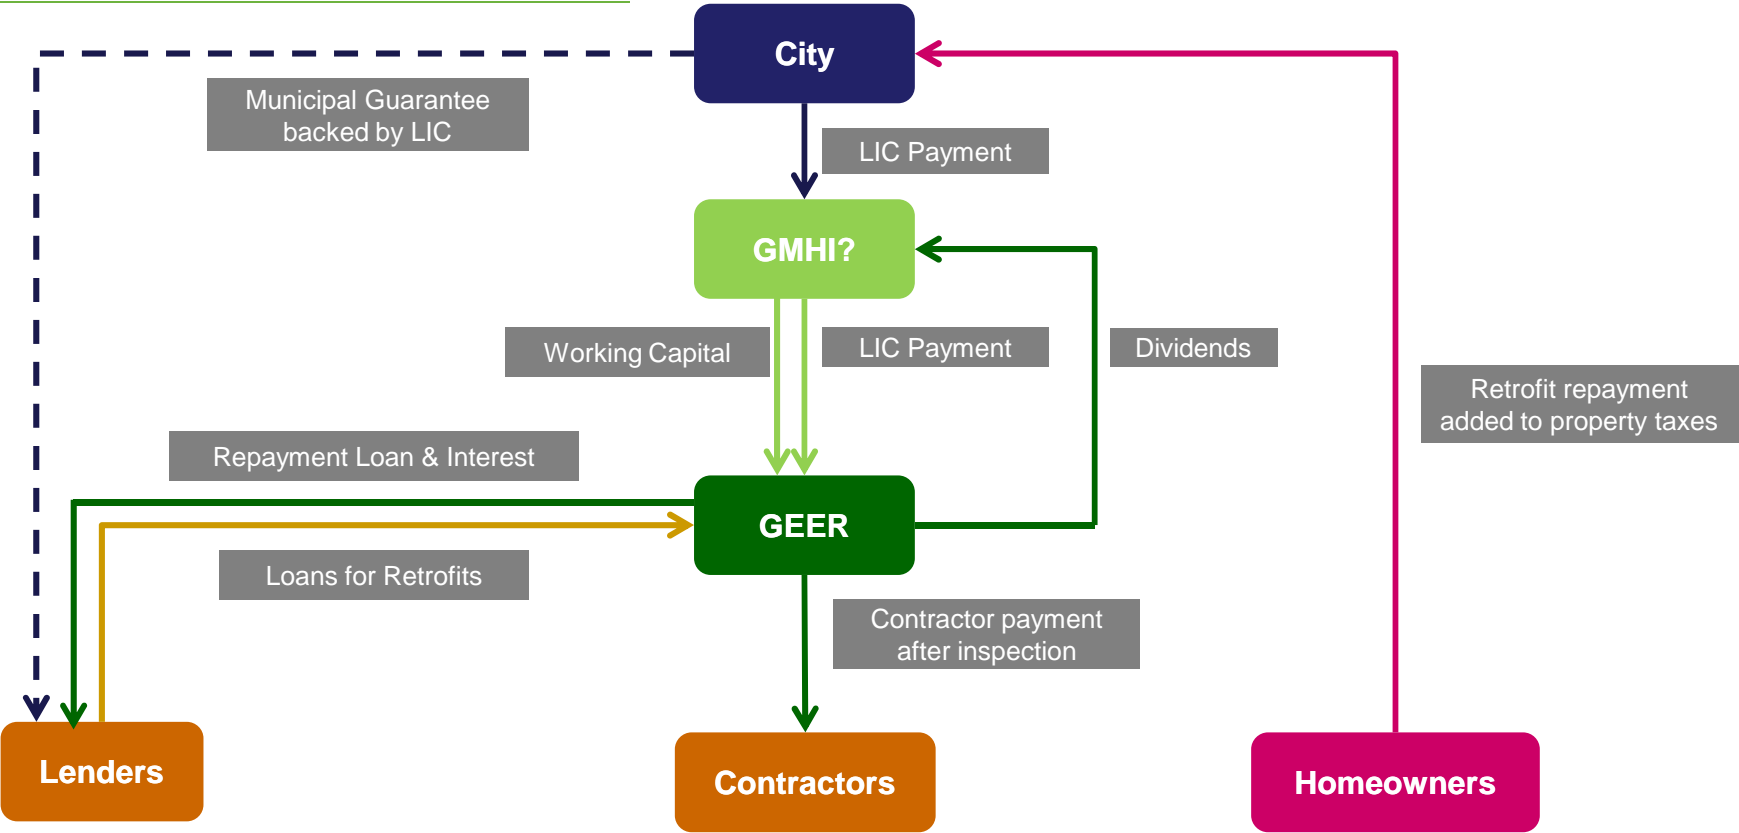 City
Municipal Guarantee
backed by LIC
LIC Payment
GMHI?
Working Capital
LIC Payment
Dividends
Retrofit repayment
added to property taxes
Repayment Loan & Interest
GEER
Loans for Retrofits
Contractor payment
after inspection
Lenders
Contractors
Homeowners